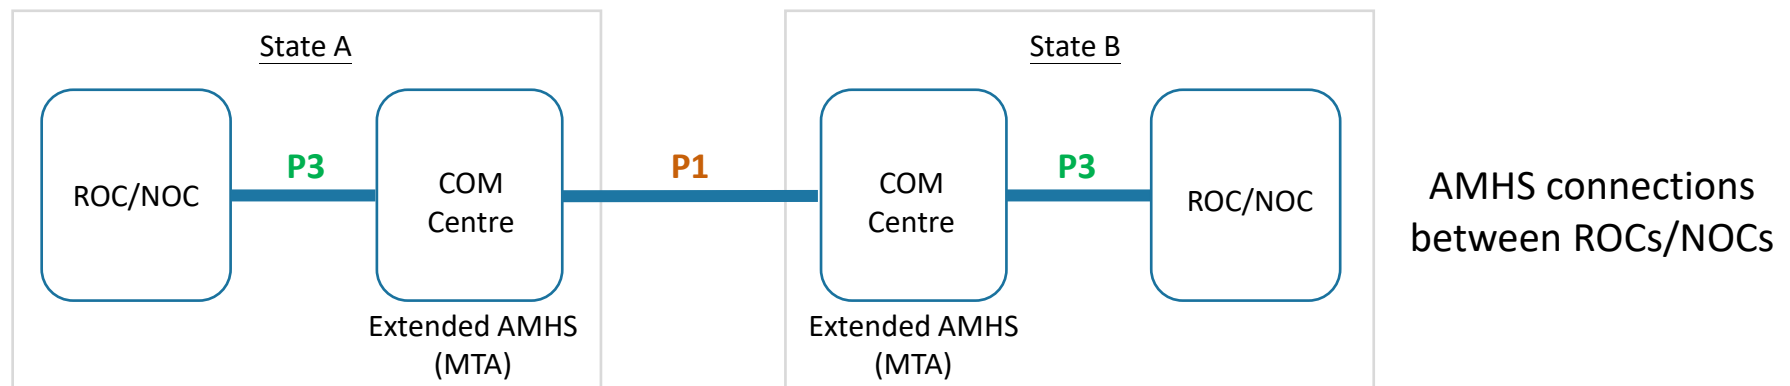 State A
ROC/NOC
P3
COM
Centre
Extended AMHS
(MTA)
P1
State B
COM
Centre
Extended AMHS
(MTA)
P3
ROC/NOC
AMHS connections
between ROCs/NOCs